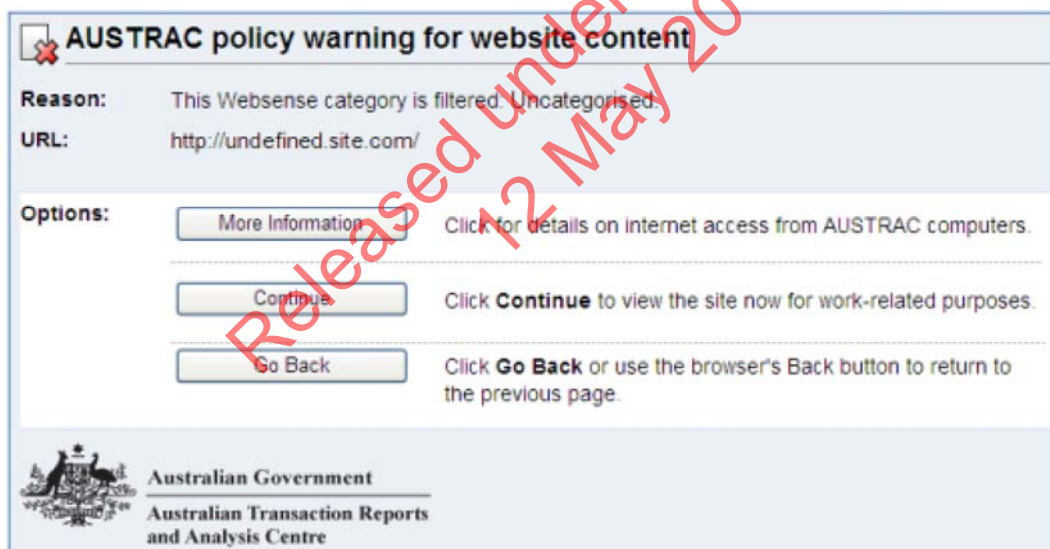 AUSTRAC policy warning for website content
Reason: This Websense category is filtered: Uncategorised.
URL: http://undefined.site.com/
Options: More Information Click for details on internet access from AUSTRAC computers.
Continue Click Continue to view the site now for work-related purposes.
Go Back Click Go Back or use the browser's Back button to return to
the previous page.
Australian Government
Australian Transaction Reports
and Analysis Centre
Released under
12 May 20